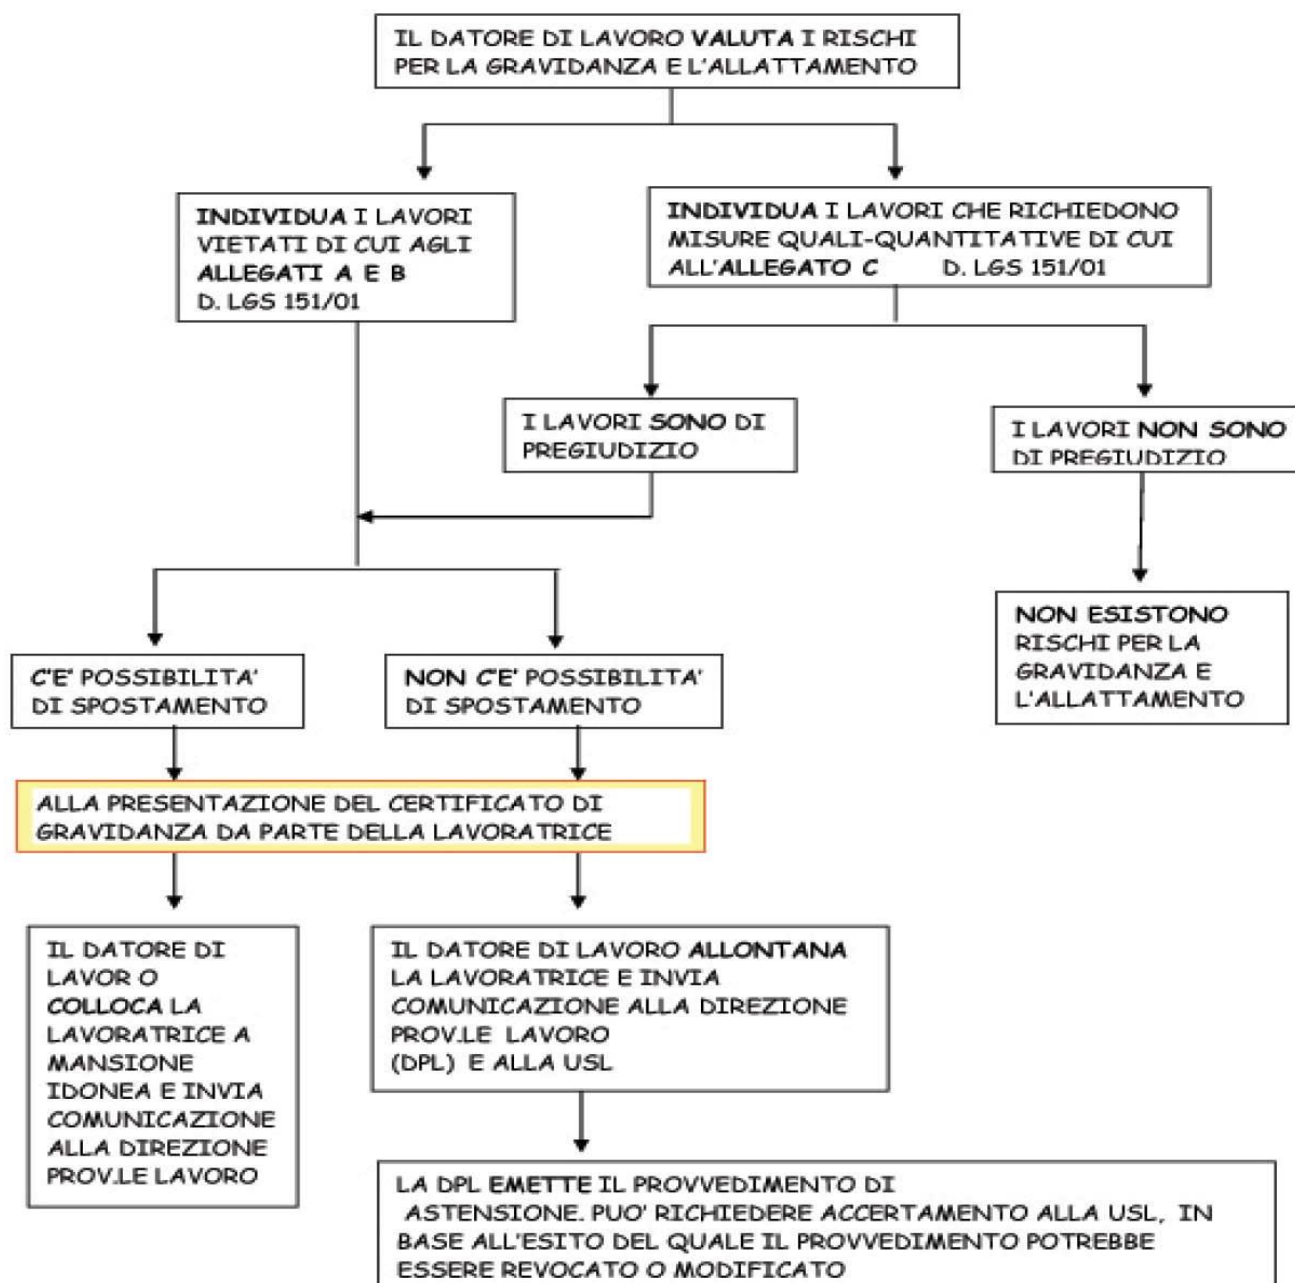 IL DATORE DI LAVORO VALUTA I RISCHI
PER LA GRAVIDANZA E L'ALLATTAMENTO
INDIVIDUA I LAVORI
VIETATI DI CUI AGLI
ALLEGATI A E B
D. LGS 151/01
INDIVIDUA I LAVORI CHE RICHIEDONO
MISURE QUALI-QUANTITATIVE DI CUI
ALL'ALLEGATO C D. LGS 151/01
I LAVORI SONO DI
PREGIUDIZIO
I LAVORI NON SONO
DI PREGIUDIZIO
NON ESISTONO
RISCHI PER LA
GRAVIDANZA E
L'ALLATTAMENTO
C'E' POSSIBILITA'
DI SPOSTAMENTO
NON C'E' POSSIBILITA'
DI SPOSTAMENTO
ALLA PRESENTAZIONE DEL CERTIFICATO DI
GRAVIDANZA DA PARTE DELLA LAVORATRICE
IL DATORE DI
LAVOR O
COLLOCA LA
LAVORATRICE A
MANSIONE
IDONEA E INVIA
COMUNICAZIONE
ALLA DIREZIONE
PROV.LE LAVORO
IL DATORE DI LAVORO ALLONTANA
LA LAVORATRICE E INVIA
COMUNICAZIONE ALLA DIREZIONE
PROV.LE LAVORO
(DPL) E ALLA USL
LA DPL EMETTE IL PROVVEDIMENTO DI
ASTENSIONE. PUO' RICHIEDERE ACCERTAMENTO ALLA USL, IN
BASE ALL'ESITO DEL QUALE IL PROVVEDIMENTO POTREBBE
ESSERE REVOCATO O MODIFICATO